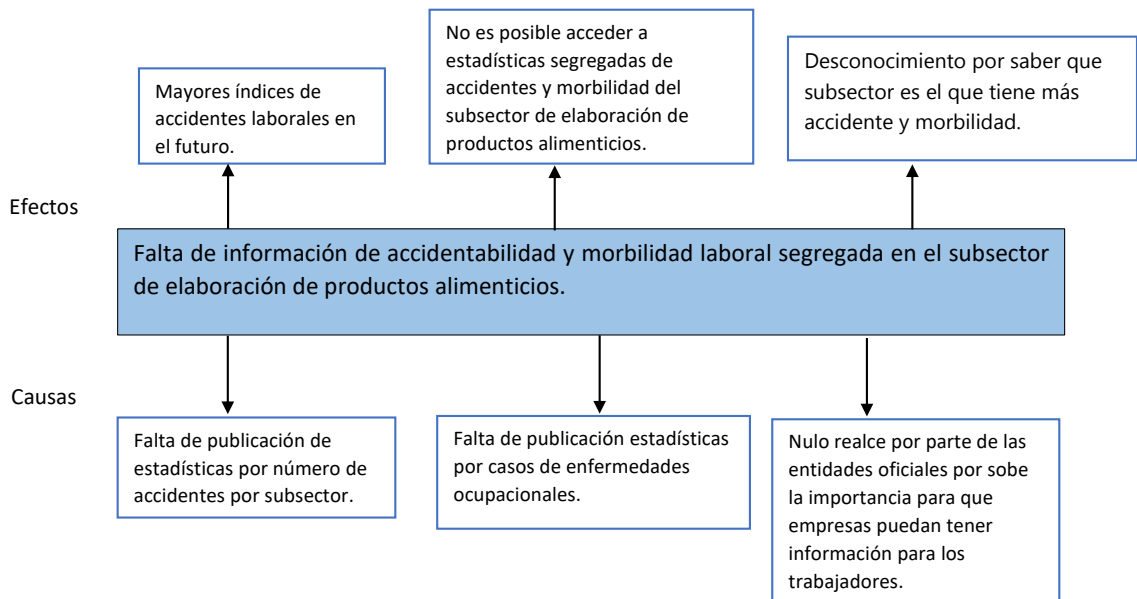 Mayores índices de
accidentes laborales en
el futuro.
No es posible acceder a
estadísticas segregadas de
accidentes y morbilidad del
subsector de elaboración de
productos alimenticios.
Desconocimiento por saber que
subsector es el que tiene más
accidente y morbilidad.
Efectos
Falta de información de accidentabilidad y morbilidad laboral segregada en el subsector
de elaboración de productos alimenticios.
Causas
Falta de publicación de
estadísticas por número de
accidentes por subsector.
Falta de publicación estadísticas
por casos de enfermedades
ocupacionales.
Nulo realce por parte de las
entidades oficiales por sobe
la importancia para que
empresas puedan tener
información para los
trabajadores.